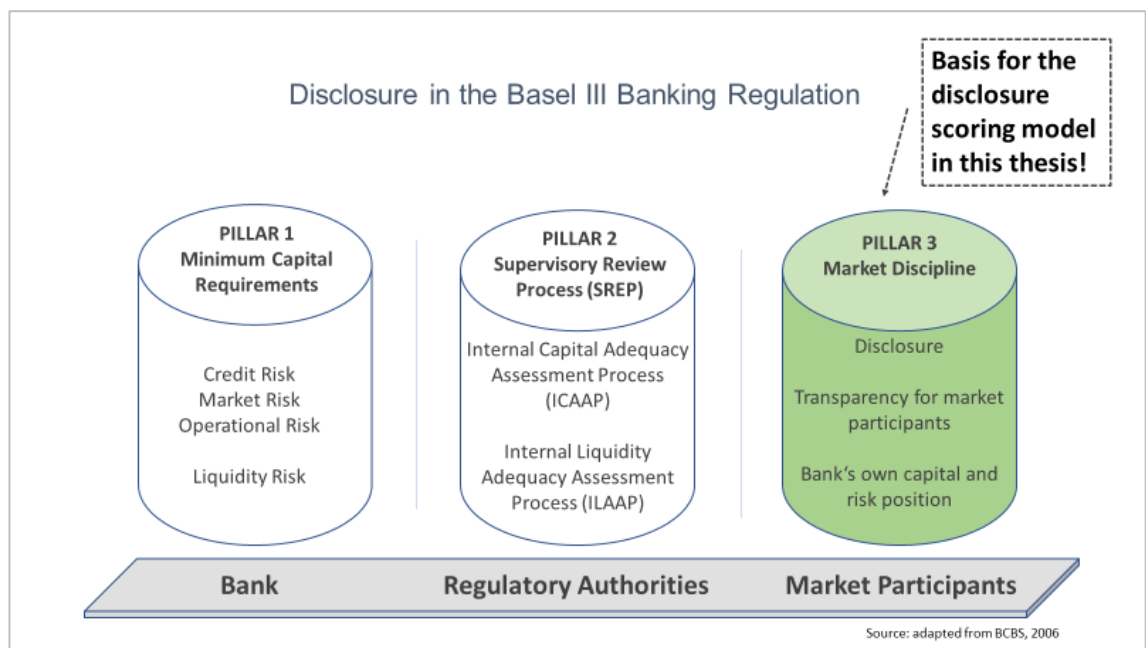 Disclosure in the Basel III Banking Regulation
Basis for the
disclosure
scoring model
in this thesis!
PILLAR 1
Minimum Capital
Requirements
Credit Risk
Market Risk
Operational Risk
Liquidity Risk
PILLAR 2
Supervisory Review
Process (SREP)
Internal Capital Adequacy
Assessment Process
(ICAAP)
Internal Liquidity
Adequacy Assessment
Process (ILAAP)
PILLAR 3
Market Discipline
Disclosure
Transparency for market
participants
Bank's own capital and
risk position
Bank
Regulatory Authorities
Market Participants
Source: adapted from BCBS, 2006